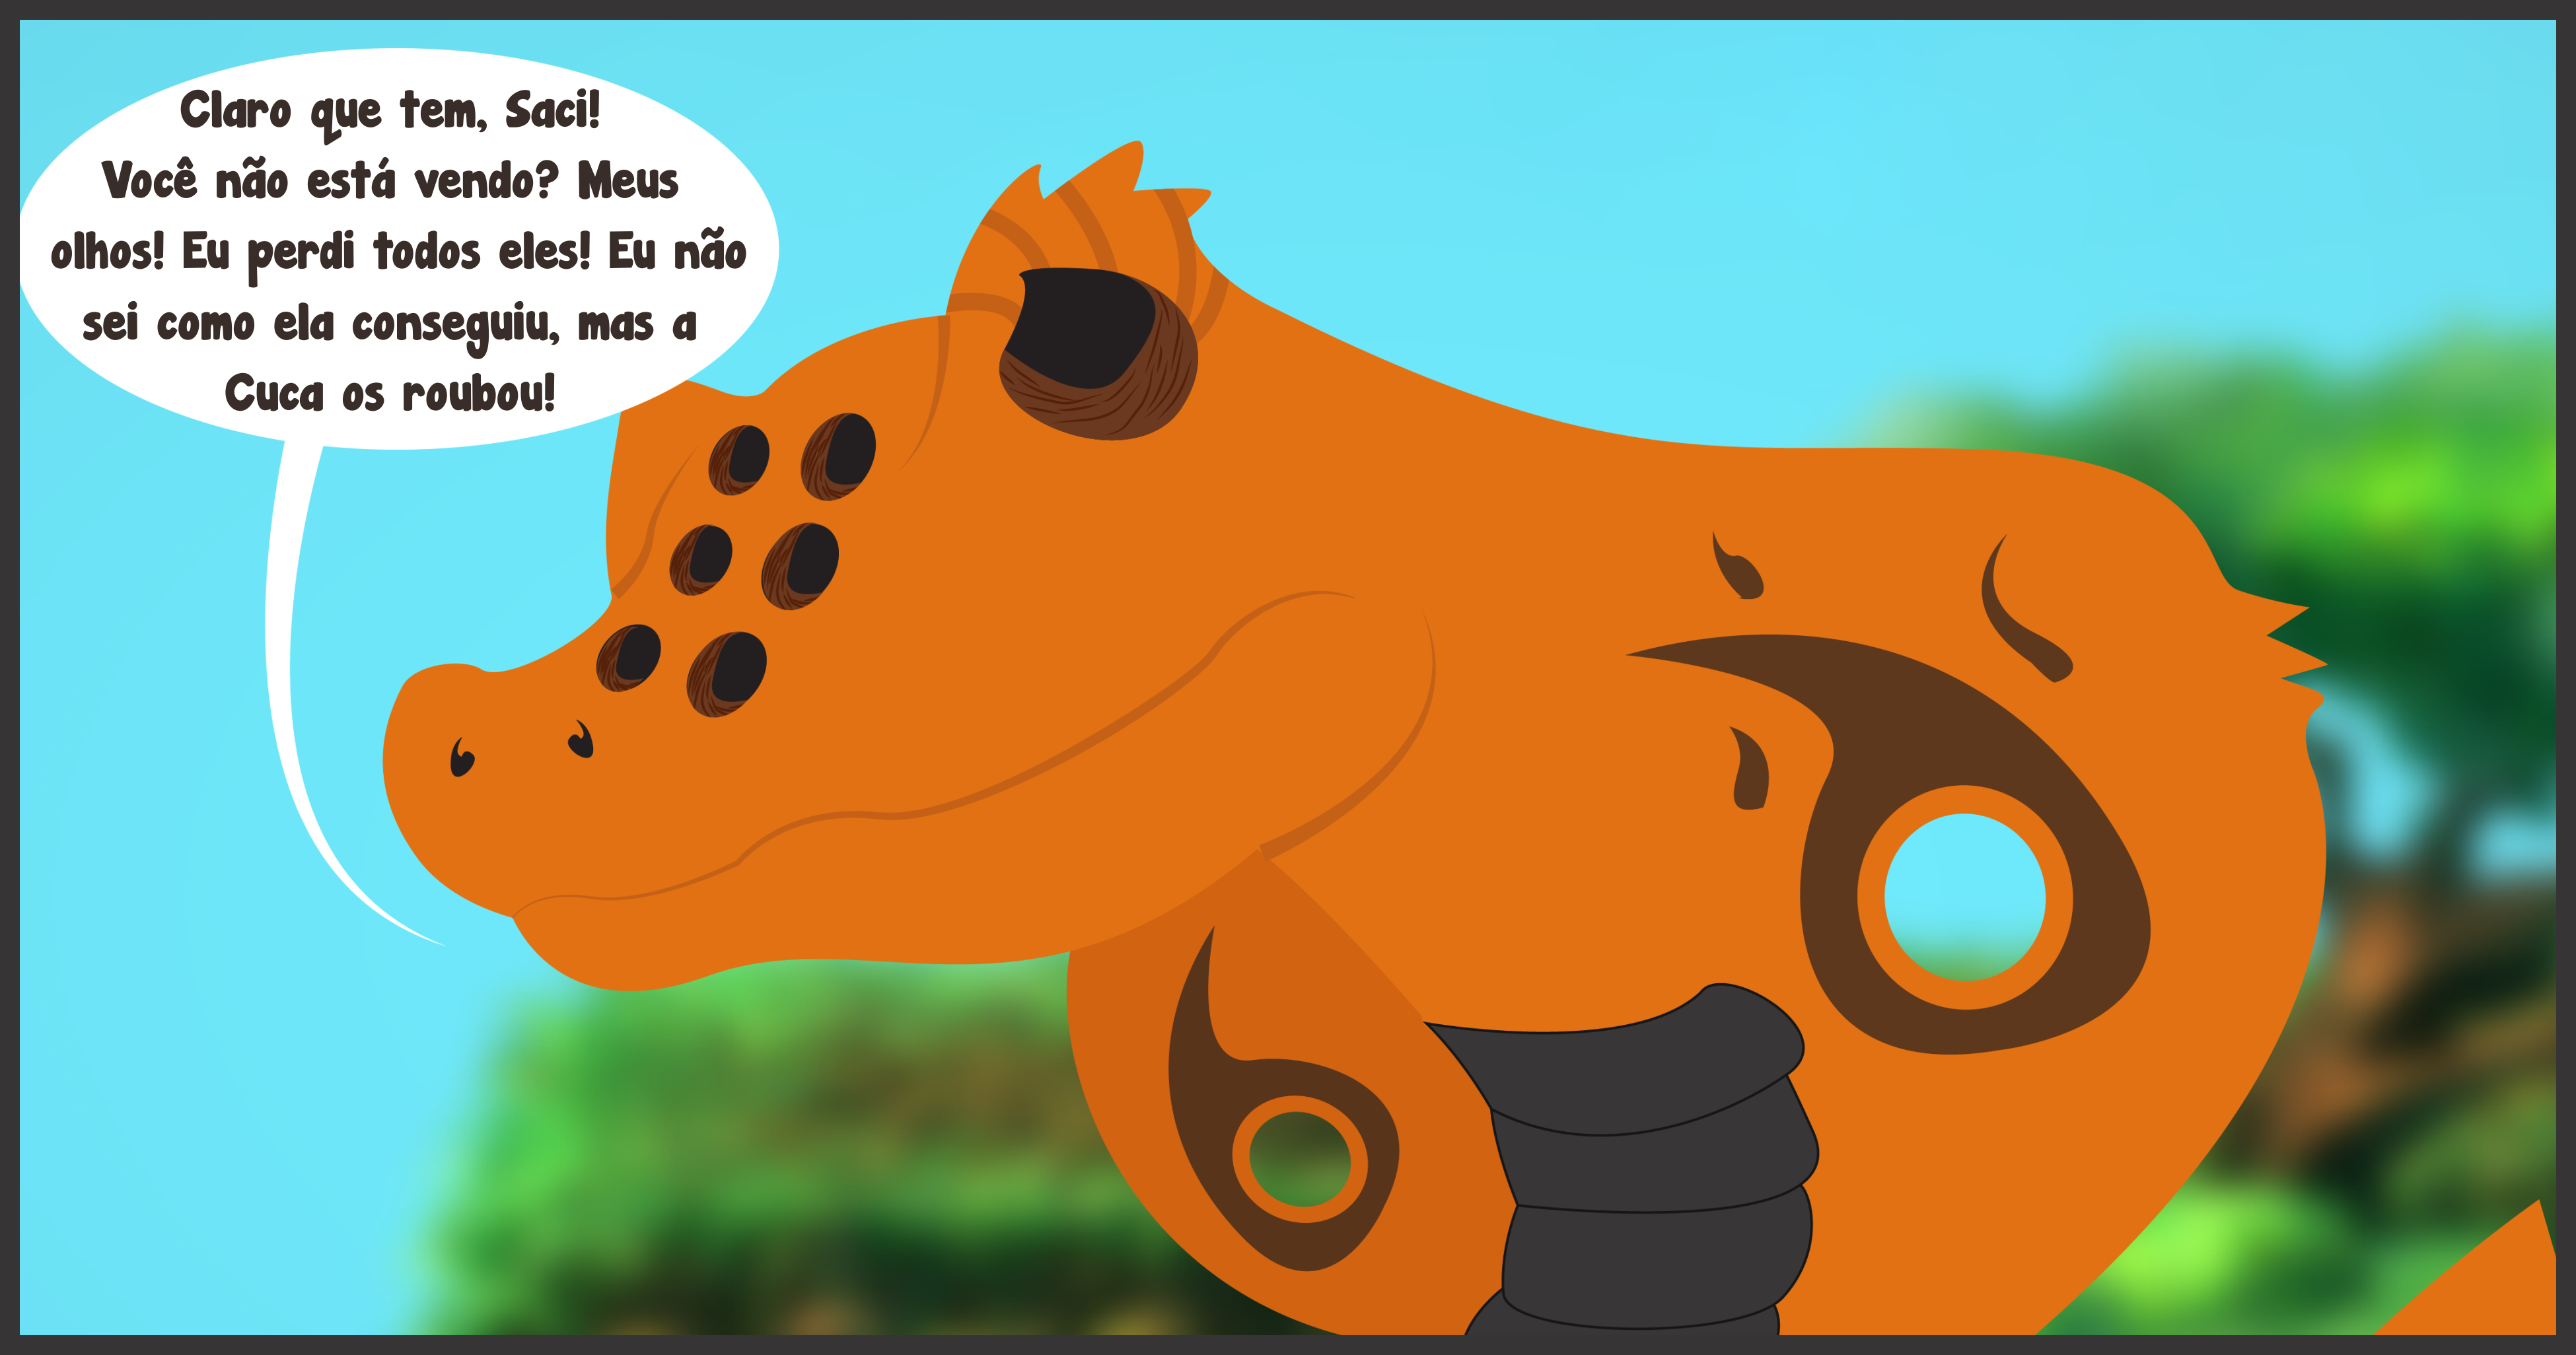 Claro que tem, Saci!
Você não está vendo? Meus
olhos! Eu perdi todos eles! Eu não
sei como ela conseguiu, mas a
Cuca os roubou!